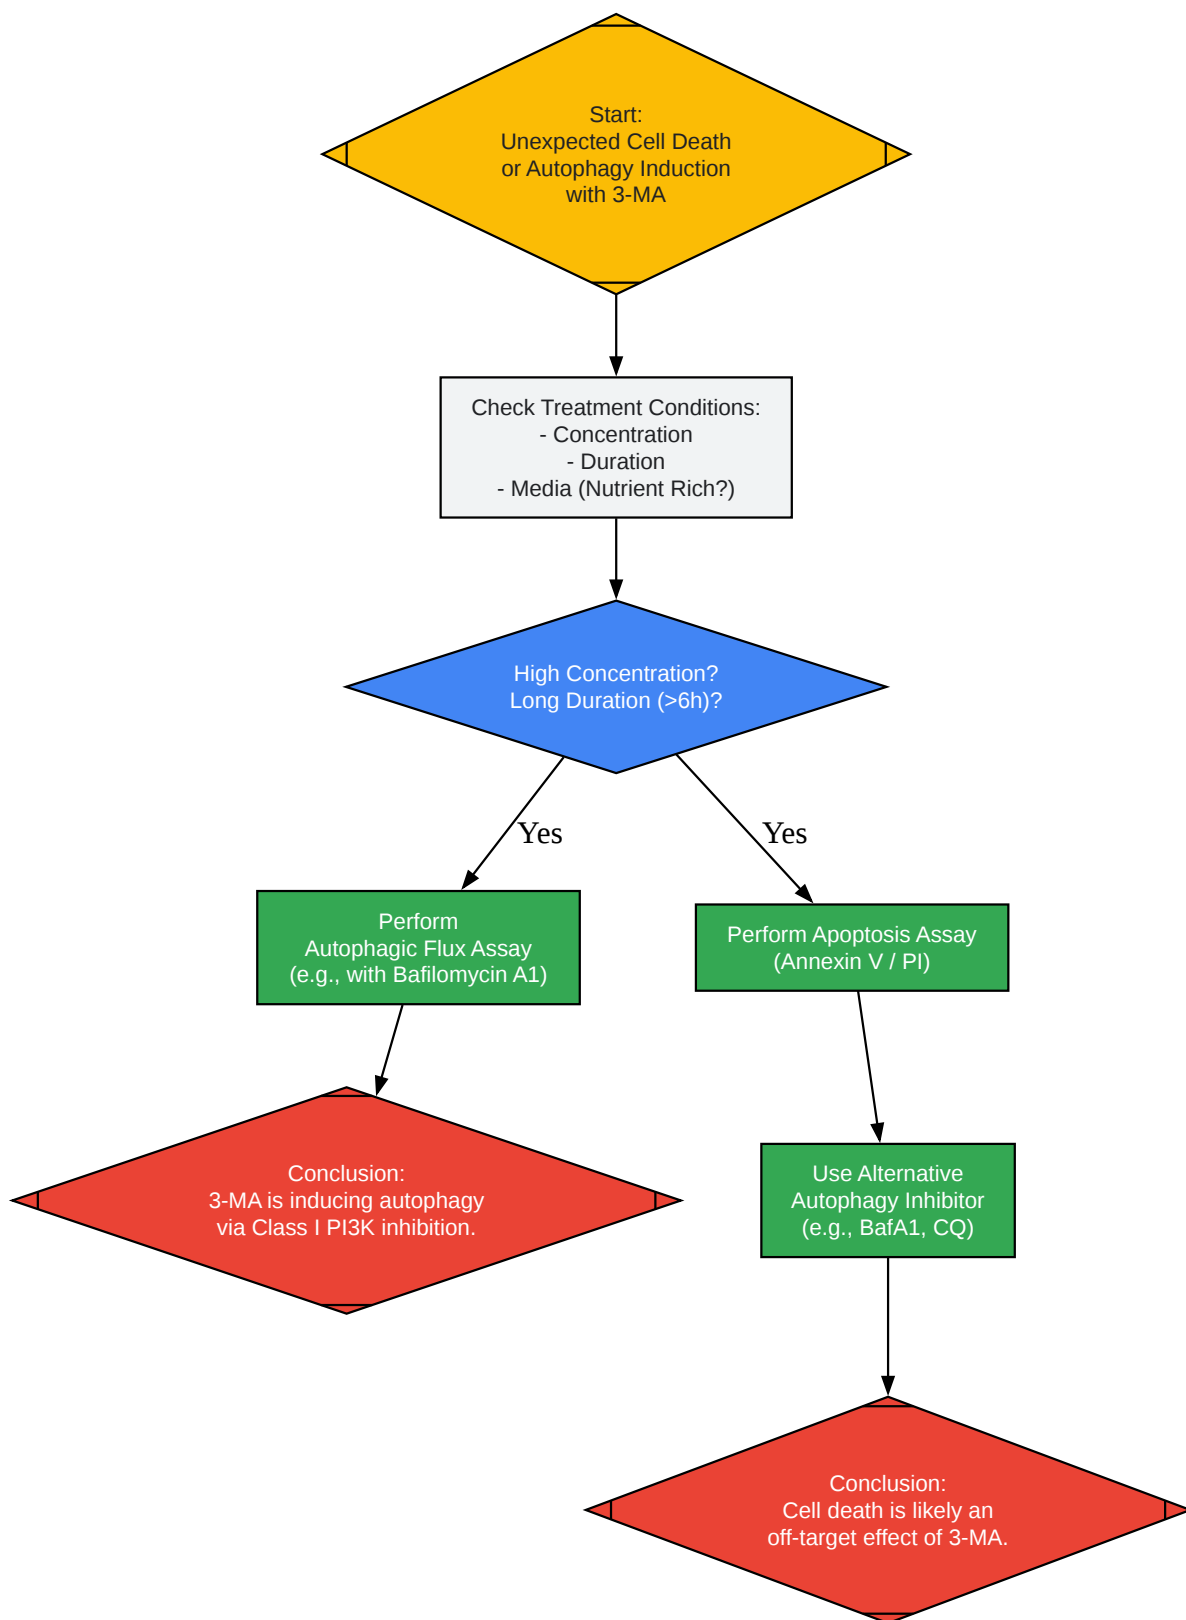 Start:
Unexpected Cell Death
or Autophagy Induction
with 3-MA
Check Treatment Conditions:
- Concentration
- Duration
- Media (Nutrient Rich?)
High Concentration?
Long Duration (>6h)?
Yes
Yes
Perform
Autophagic Flux Assay
(e.g., with Bafilomycin A1)
Perform Apoptosis Assay
(Annexin V / PI)
Conclusion:
3-MA is inducing autophagy
via Class I PI3K inhibition.
Use Alternative
Autophagy Inhibitor
(e.g., BafA1, CQ)
Conclusion:
Cell death is likely an
off-target effect of 3-MA.